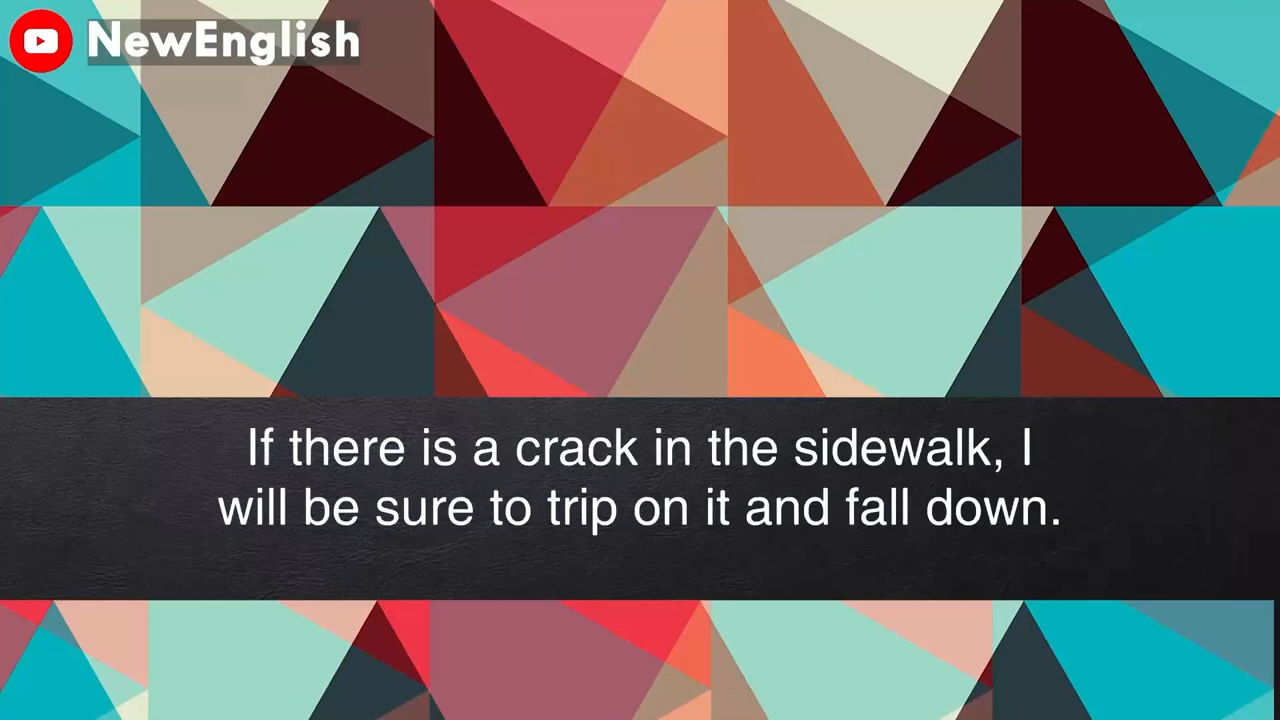 NewEnglish
If there is a crack in the sidewalk, I
will be sure to trip on it and fall down.